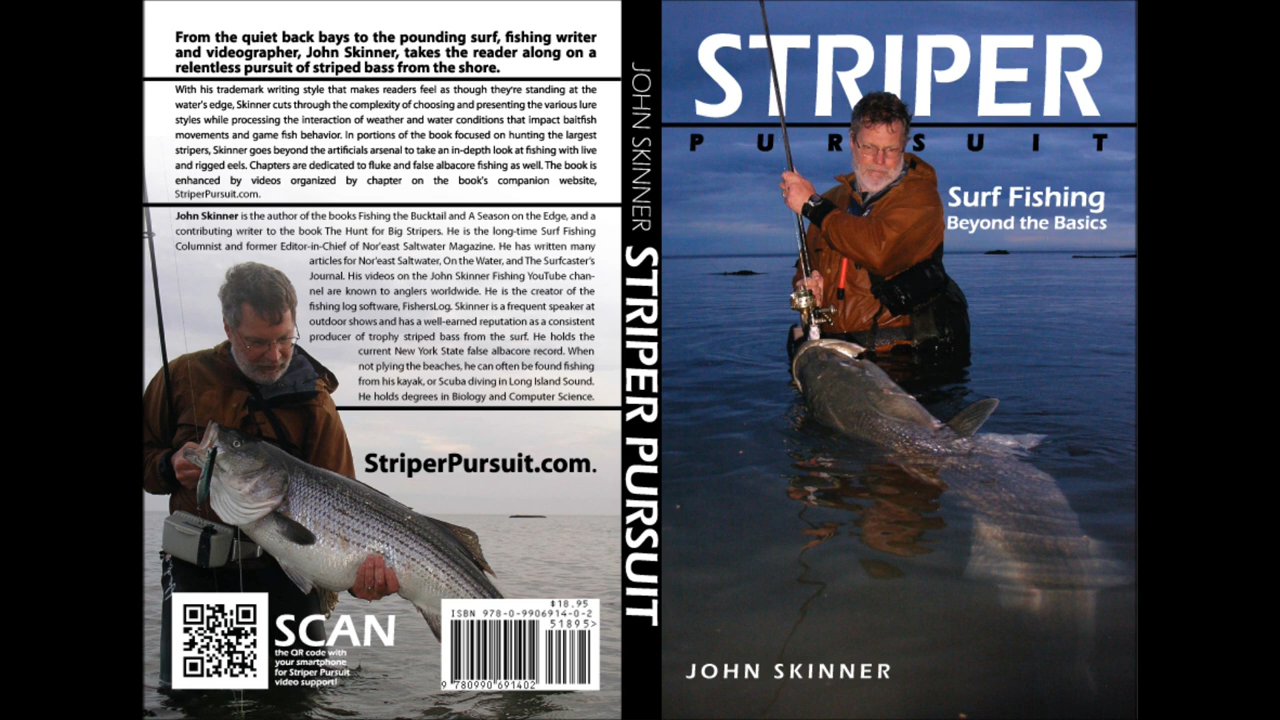 From the quiet back bays to the pounding surf, fishing writer
and videographer, John Skinner, takes the reader along on a
relentless pursuit of striped bass from the shore.
With his trademark writing style that makes readers feel as though they're standing at the
water's edge, Skinner cuts through the complexity of choosing and presenting the various lure
styles while processing the interaction of weather and water conditions that impact baitfish
movements and game fish behavior. In portions of the book focused on hunting the largest
stripers, Skinner goes beyond the artificials arsenal to take an in-depth look at fishing with live
and rigged eels. Chapters are dedicated to fluke and false albacore fishing as well. The book is
enhanced by videos organized by chapter on the book's companion website,
StriperPursuit.com.
John Skinner is the author of the books Fishing the Bucktail and A Season on the Edge, and a
contributing writer to the book The Hunt for Big Stripers. He is the long-time Surf Fishing
Columnist and former Editor-in-Chief of Nor'east Saltwater Magazine. He has written many
articles for Nor'east Saltwater, On the Water, and The Surfcaster's
Journal. His videos on the John Skinner Fishing YouTube chan-
nel are known to anglers worldwide. He is the creator of the
fishing log software, FishersLog. Skinner is a frequent speaker at
outdoor shows and has a well-earned reputation as a consistent
producer of trophy striped bass from the surf. He holds the
current New York State false albacore record. When
not plying the beaches, he can often be found fishing
from his kayak, or Scuba diving in Long Island Sound.
He holds degrees in Biology and Computer Science.
StriperPursuit.com.
SCAN
the QR code with
your smartphone
for Striper Pursuit
video support!
$18.95
ISBN 978-0-9906914-0-2
51895>
9 780990 691402
JOHN SKINNER STRIPER PURSUIT
STRIPER
PURSUIT
Surf Fishing
Beyond the Basics
JOHN SKINNER